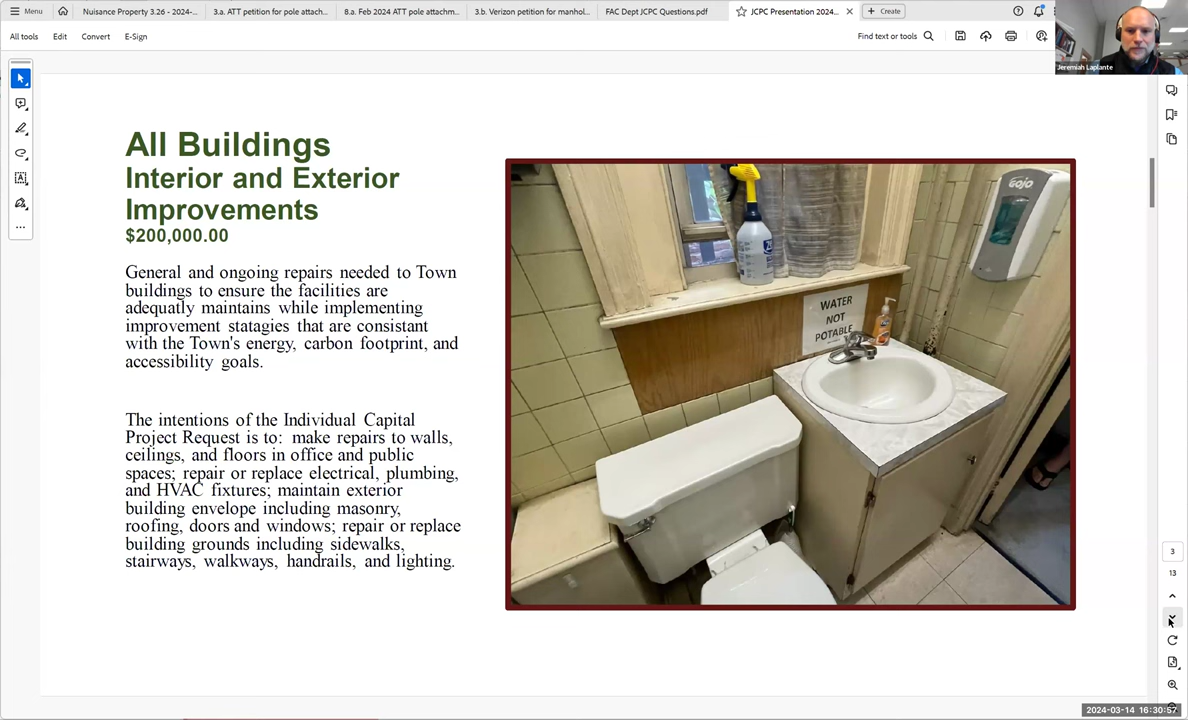 Menu
Nuisance Property 3.26 - 2024-...
3.a. ATT petition for pole attach...
8.a. Feb 2024 ATT pole attachm...
3.b. Verizon petition for manhol...
FAC Dept JCPC Questions.pdf
JCPC Presentation 2024...
Create
All tools
Edit
Convert
E-Sign
Find text or tools
Jeremiah Laplante
All Buildings
Interior and Exterior
Improvements
$200,000.00
General and ongoing repairs needed to Town
buildings to ensure the facilities are
adequatly maintains while implementing
improvement statagies that are consistant
with the Town's energy, carbon footprint, and
accessibility goals.
The intentions of the Individual Capital
Project Request is to: make repairs to walls,
ceilings, and floors in office and public
spaces; repair or replace electrical, plumbing,
and HVAC fixtures; maintain exterior
building envelope including masonry,
roofing, doors and windows; repair or replace
building grounds including sidewalks,
stairways, walkways, handrails, and lighting.
GOJO
WATER
NOT
POTABLE
3
13
2024-03-14 16:30:57